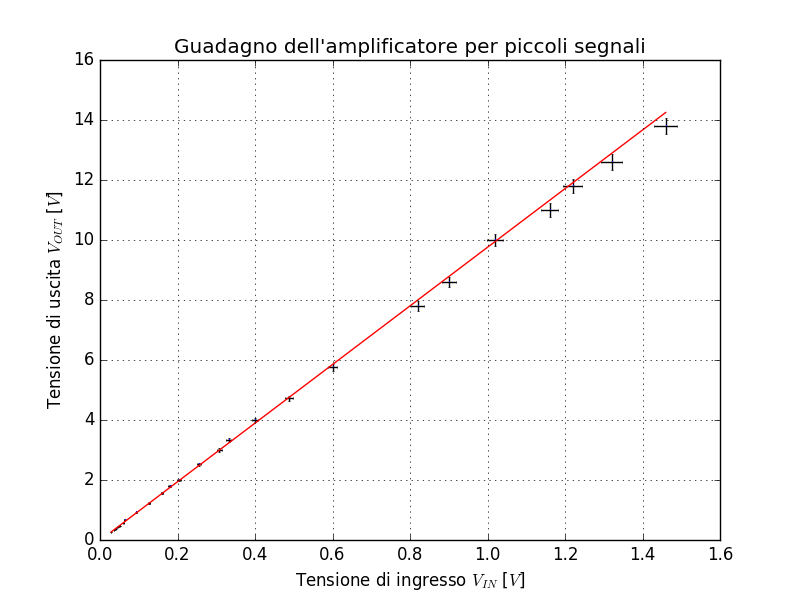 Guadagno dell'amplificatore per piccoli segnali
16
14
12
10
8
6
4
2
0
Tensione di uscita V_OUT [V]
0.0 0.2 0.4 0.6 0.8 1.0 1.2 1.4 1.6
Tensione di ingresso V_IN [V]